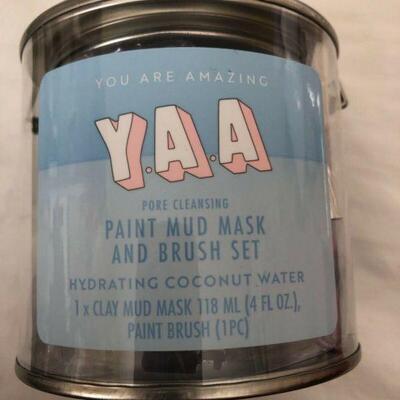 YOU ARE AMAZING
Y.A.A
PORE CLEANSING
PAINT MUD MASK
AND BRUSH SET
HYDRATING COCONUT WATER
1 x CLAY MUD MASK 118 ML (4 FL OZ.),
PAINT BRUSH (1PC)